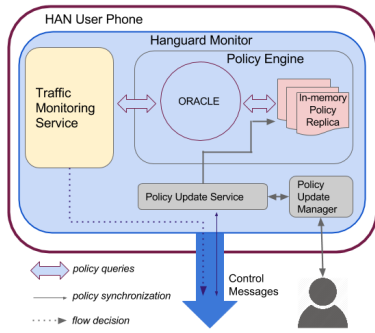 HAN User Phone
Hanguard Monitor
Policy Engine
Traffic
Monitoring
Service
ORACLE
In-memory
Policy
Replica
Policy Update Service
Policy
Update
Manager
Control
Messages
policy queries
policy synchronization
flow decision